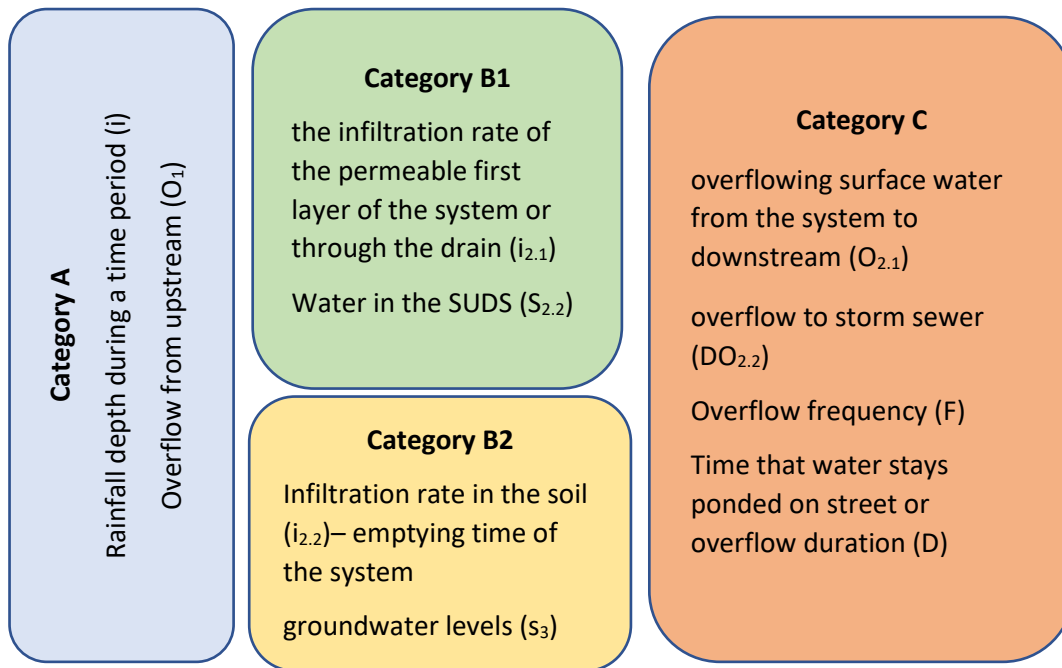 Category A
Rainfall depth during a time period (i)
Overflow from upstream (O₁)
Category B1
the infiltration rate of
the permeable first
layer of the system or
through the drain (i₂.₁)
Water in the SUDS (S₂.₂)
Category B2
Infiltration rate in the soil
(i₂.₂)– emptying time of
the system
groundwater levels (s₃)
Category C
overflowing surface water
from the system to
downstream (O₂.₁)
overflow to storm sewer
(DO₂.₂)
Overflow frequency (F)
Time that water stays
ponded on street or
overflow duration (D)